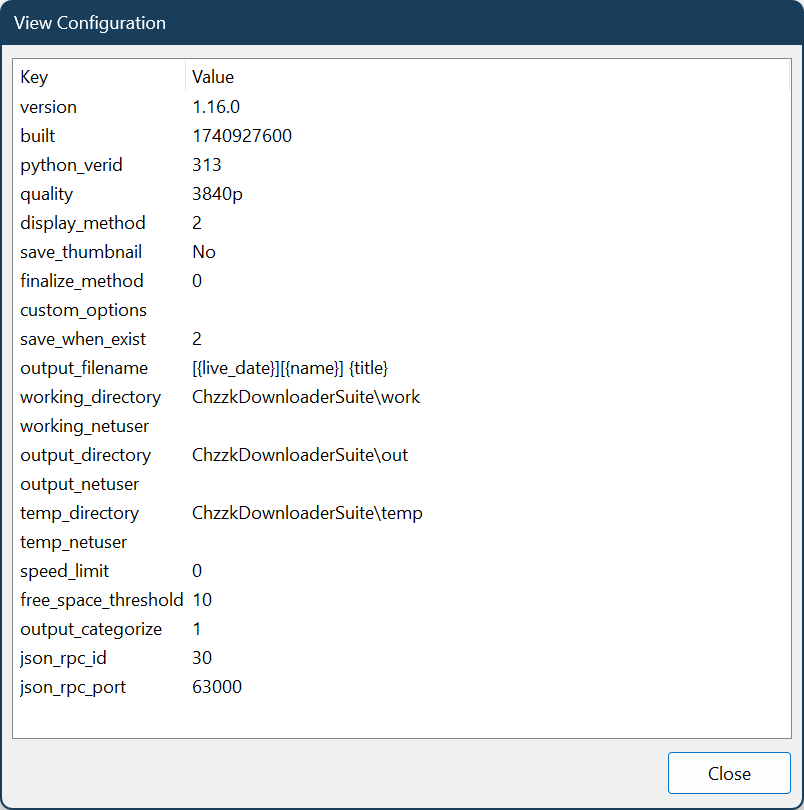 View Configuration
Key Value
version 1.16.0
built 1740927600
python_verid 313
quality 3840p
display_method 2
save_thumbnail No
finalize_method 0
custom_options
save_when_exist 2
output_filename [{live_date}][{name}] {title}
working_directory ChzzkDownloaderSuite\work
working_netuser
output_directory ChzzkDownloaderSuite\out
output_netuser
temp_directory ChzzkDownloaderSuite\temp
temp_netuser
speed_limit 0
free_space_threshold 10
output_categorize 1
json_rpc_id 30
json_rpc_port 63000
Close